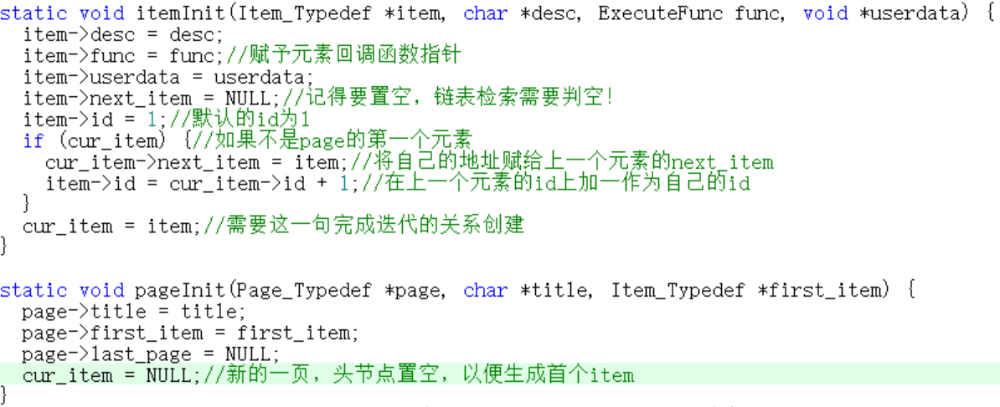 static void itemInit(Item_Typedef *item, char *desc, ExecuteFunc func, void *userdata) {
  item->desc = desc;
  item->func = func;//赋予元素回调函数指针
  item->userdata = userdata;
  item->next_item = NULL;//记得要置空，链表检索需要判空！
  item->id = 1;//默认的id为1
  if (cur_item) {//如果不是page的第一个元素
    cur_item->next_item = item;//将自己的地址赋给上一个元素的next_item
    item->id = cur_item->id + 1;//在上一个元素的id上加一作为自己的id
  }
  cur_item = item;//需要这一句完成迭代的关系创建
}
static void pageInit(Page_Typedef *page, char *title, Item_Typedef *first_item) {
  page->title = title;
  page->first_item = first_item;
  page->last_page = NULL;
  cur_item = NULL;//新的一页，头节点置空，以便生成首个item
}